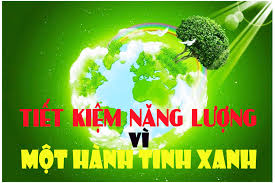 TIẾT KIỆM NĂNG LƯỢNG
VÌ
MỘT HÀNH TINH XANH